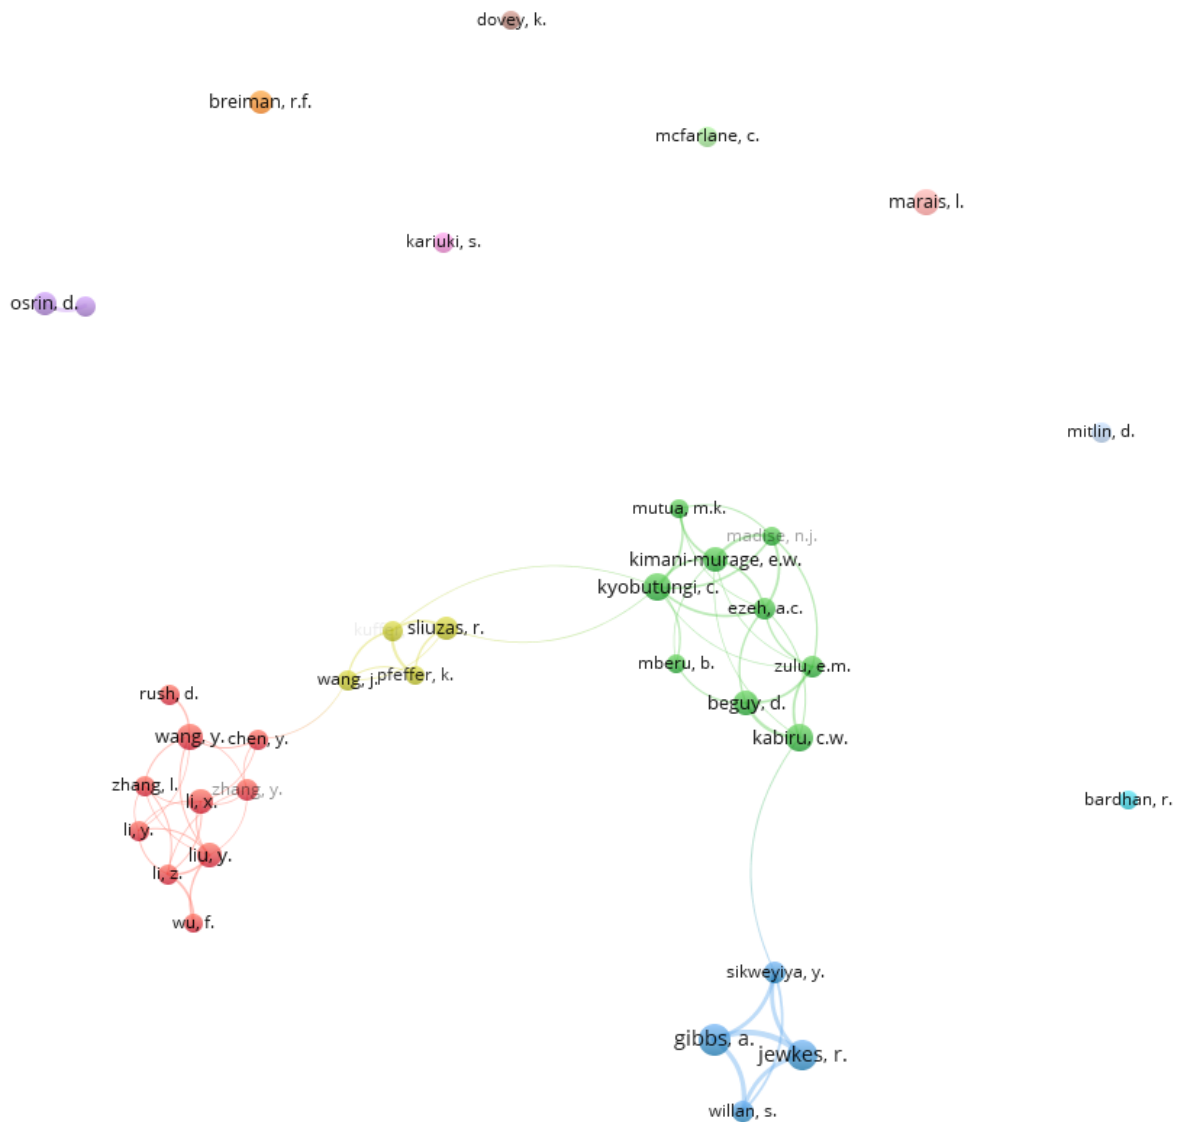 dovey, k.
breiman, r.f.
mcfarlane, c.
marais, l.
kariuki, s.
osrin, d.
mitlin, d.
mutua, m.k.
madise, n.j.
kimani-murage, e.w.
kyobutungi, c.
ezeh, a.c.
sliuzas, r.
mberu, b.
zulu, e.m.
wang, j.
pfeffer, k.
rush, d.
beguy, d.
wang, y.
chen, y.
kabiru, c.w.
zhang, l.
zhang, y.
li, x.
bardhan, r.
li, y.
liu, y.
li, z.
wu, f.
sikweyiya, y.
gibbs, a.
jewkes, r.
willan, s.